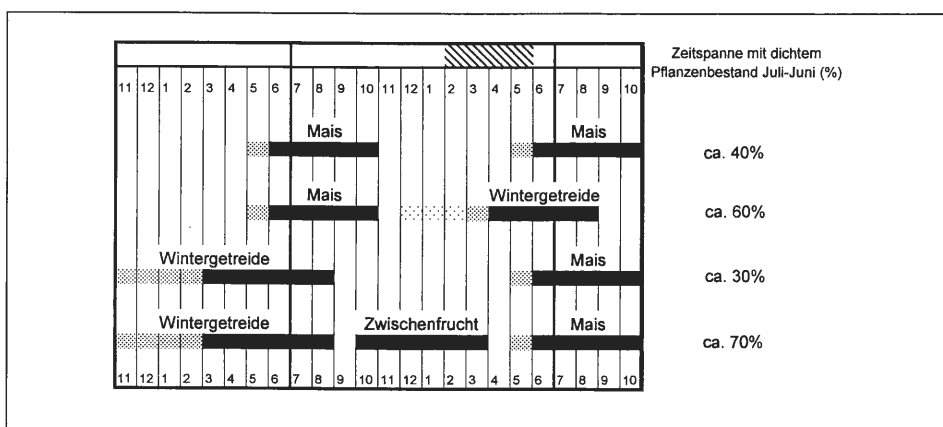 Zeitspanne mit dichtem
Pflanzenbestand Juli-Juni (%)
11 12 1 2 3 4 5 6 7 8 9 10 11 12 1 2 3 4 5 6 7 8 9 10
Mais Mais
ca. 40%
Mais Wintergetreide
ca. 60%
Wintergetreide Mais
ca. 30%
Wintergetreide Zwischenfrucht Mais
ca. 70%
11 12 1 2 3 4 5 6 7 8 9 10 11 12 1 2 3 4 5 6 7 8 9 10